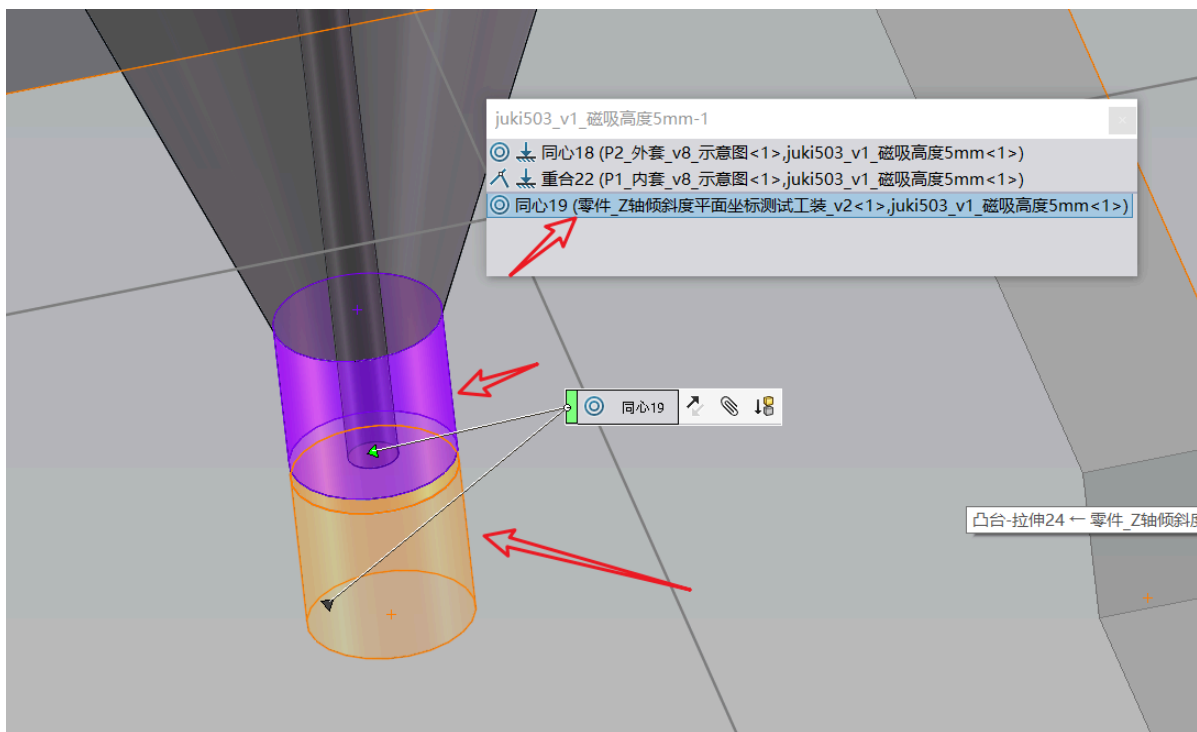 juki503_v1_磁吸高度5mm-1
同心18 (P2_外套_v8_示意图<1>,juki503_v1_磁吸高度5mm<1>)
重合22 (P1_内套_v8_示意图<1>,juki503_v1_磁吸高度5mm<1>)
同心19 (零件_Z轴倾斜度平面坐标测试工装_v2<1>,juki503_v1_磁吸高度5mm<1>)
同心19
凸台-拉伸24 ← 零件_Z轴倾斜度